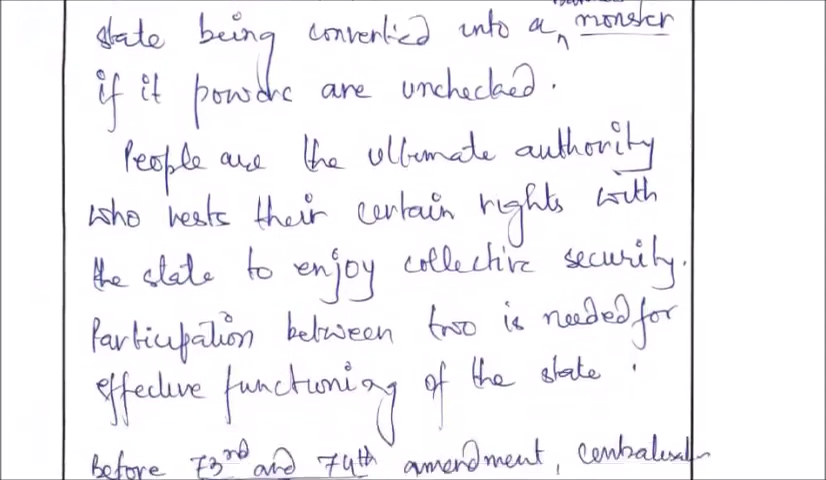 state being converted into a ^ monster
if it powers are unchecked.
People are the ultimate authority
who rests their certain rights with
the state to enjoy collective security.
Participation between two is needed for
effective functioning of the state.
Before 73rd and 74th amendment,